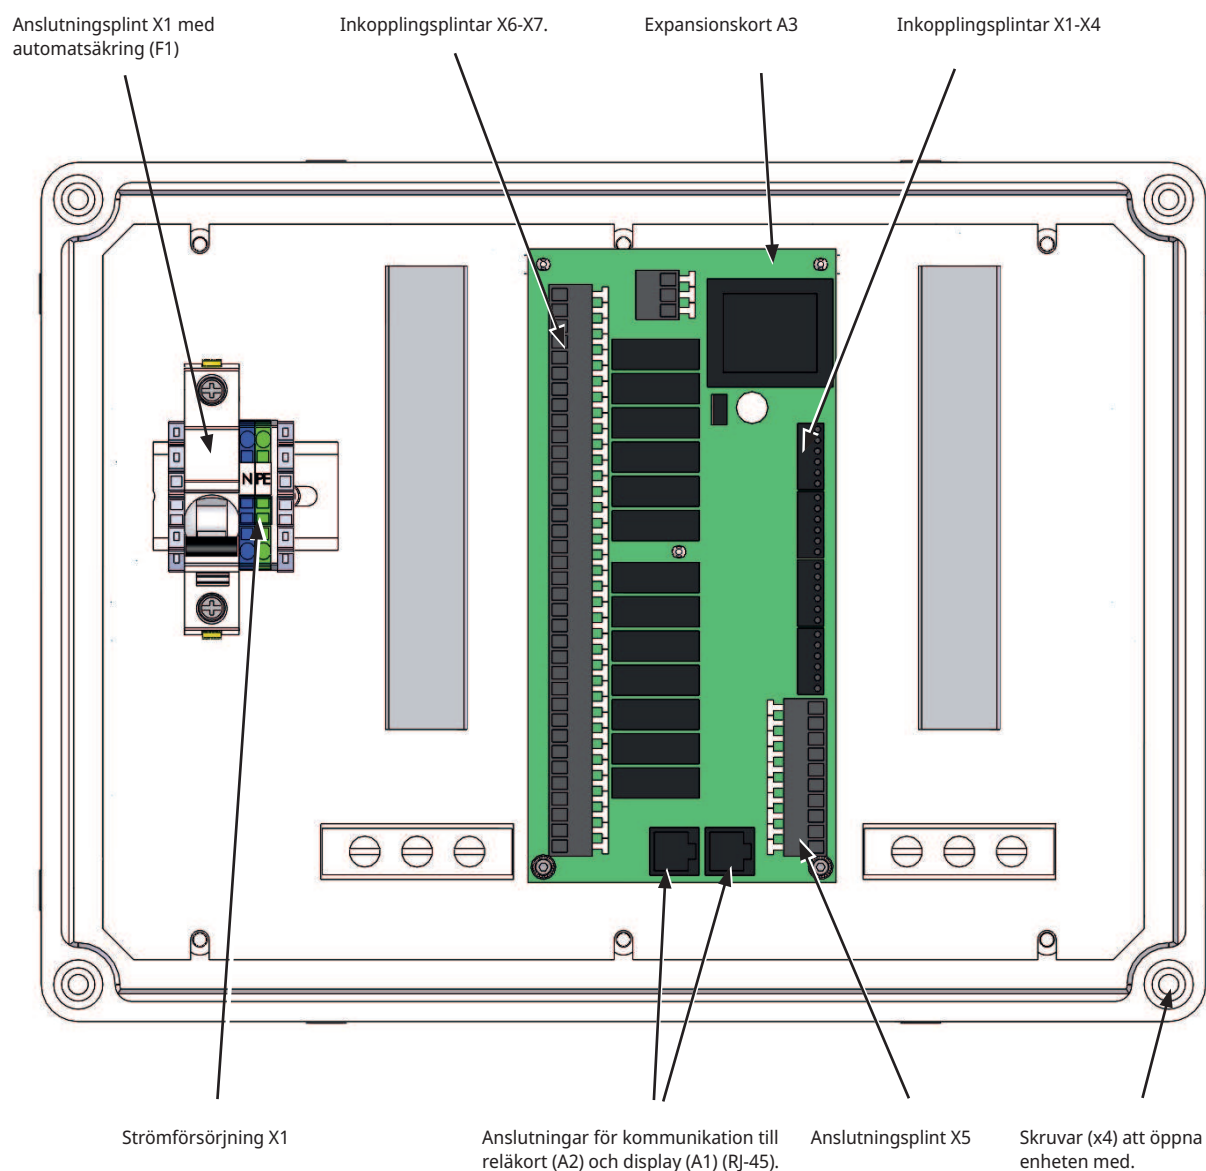 Anslutningsplint X1 med
automatsäkring (F1)
Inkopplingsplintar X6-X7.
Expansionskort A3
Inkopplingsplintar X1-X4
N PE
Strömförsörjning X1
Anslutningar för kommunikation till
reläkort (A2) och display (A1) (RJ-45).
Anslutningsplint X5
Skruvar (x4) att öppna
enheten med.